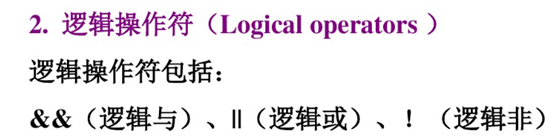 2. 逻辑操作符（Logical operators ）
逻辑操作符包括：
&&（逻辑与）、||（逻辑或）、！（逻辑非）